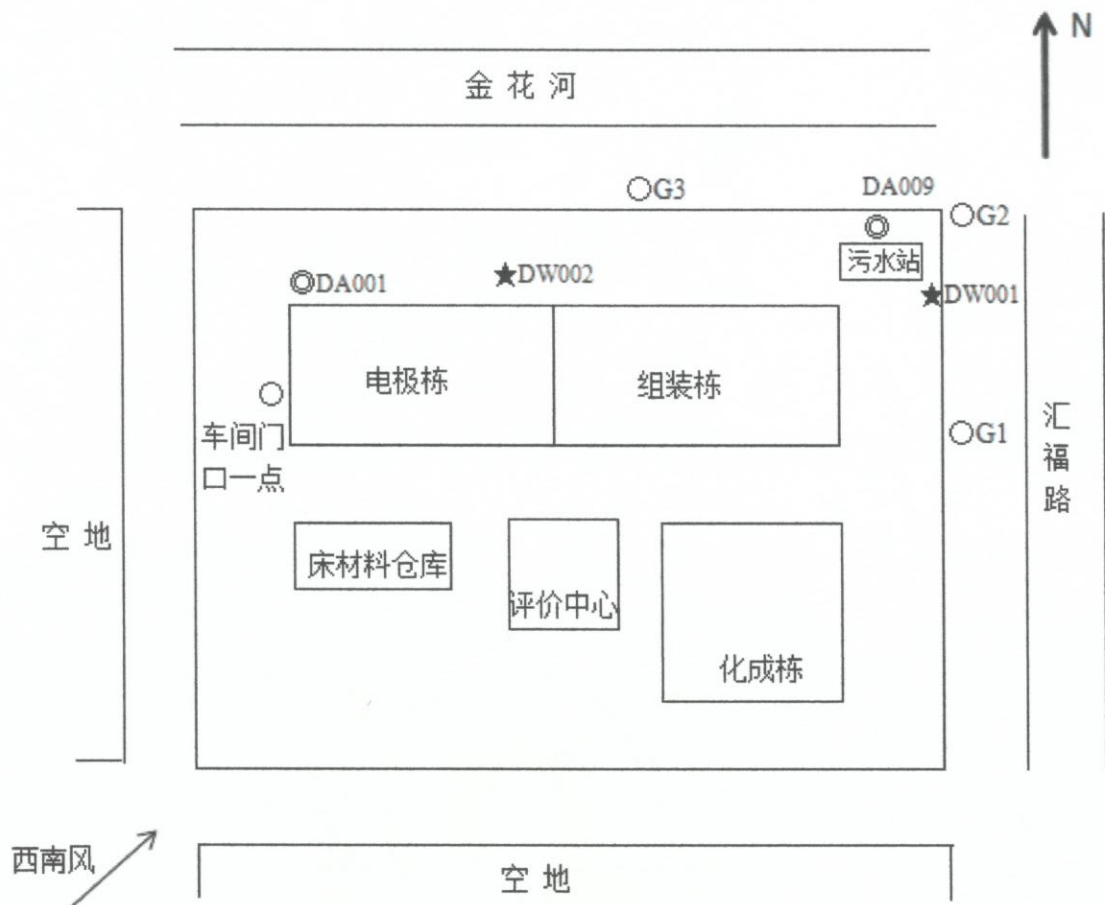 N
金花河
G3
DA009
G2
污水站
DA001
DW002
DW001
电极栋
组装栋
车间门
口一点
G1
汇福路
空地
床材料仓库
评价中心
化成栋
西南风
空地